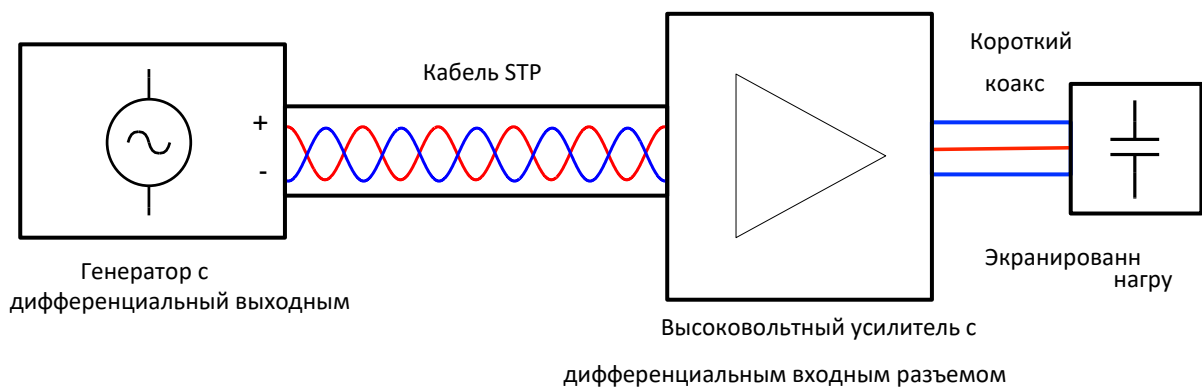 Короткий
коакс
Кабель STP
+
-
Генератор с
дифференциальный выходным
Экранированн
нагру
Высоковольтный усилитель с
дифференциальным входным разъемом